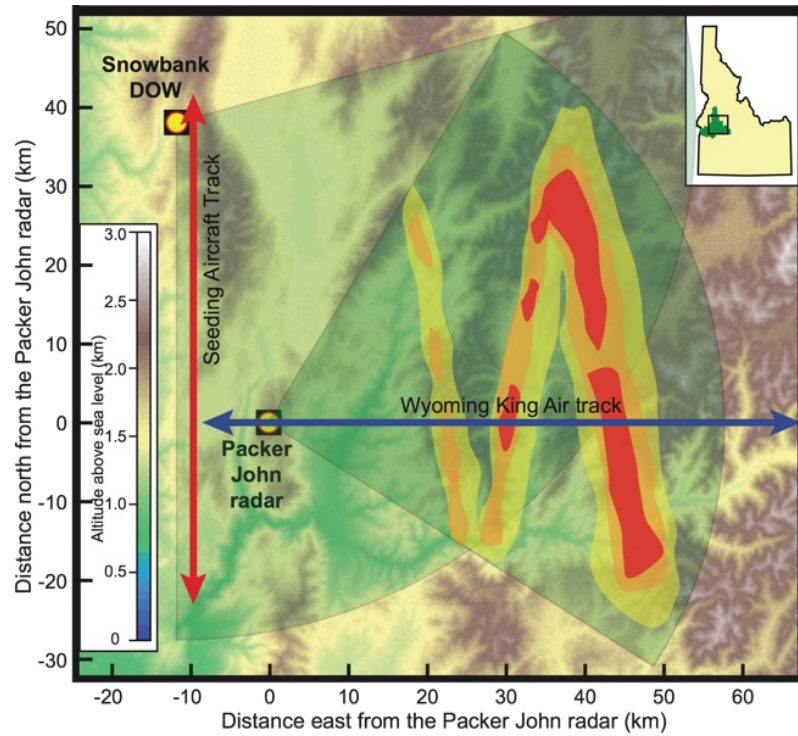 50
40
30
20
10
0
-10
-20
-30
Distance north from the Packer John radar (km)
Snowbank
DOW
Seeding Aircraft Track
Altitude above sea level (km)
3.0
2.5
2.0
1.5
1.0
0.5
0
Packer
John
radar
Wyoming King Air track
-20
-10
0
10
20
30
40
50
60
Distance east from the Packer John radar (km)